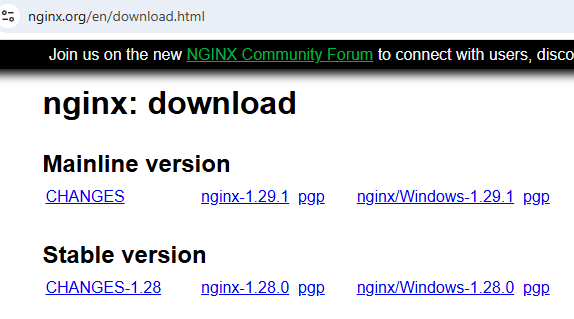 nginx.org/en/download.html
Join us on the new NGINX Community Forum to connect with users, disco
nginx: download
Mainline version
CHANGES nginx-1.29.1 pgp nginx/Windows-1.29.1 pgp
Stable version
CHANGES-1.28 nginx-1.28.0 pgp nginx/Windows-1.28.0 pgp